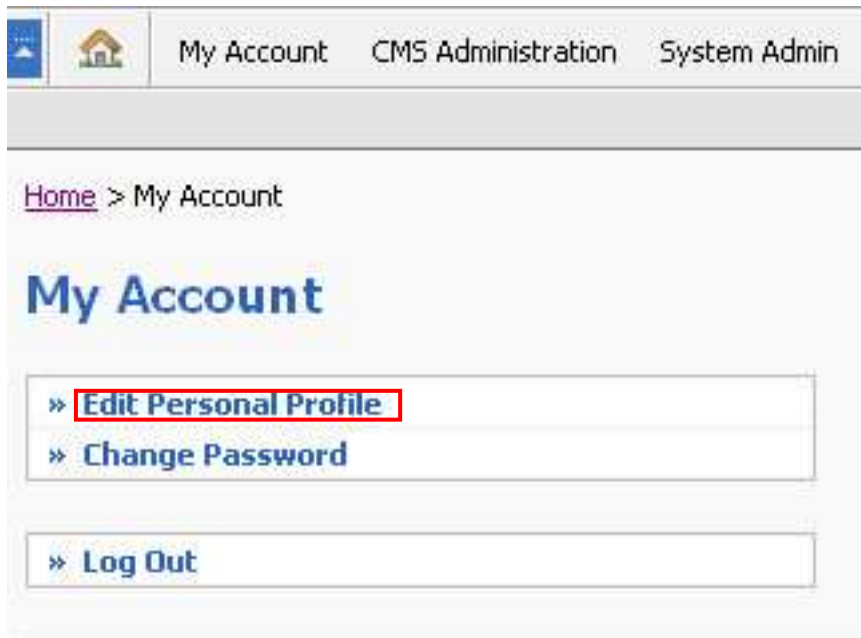 My Account CMS Administration System Admin
Home > My Account
My Account
» Edit Personal Profile
» Change Password
» Log Out